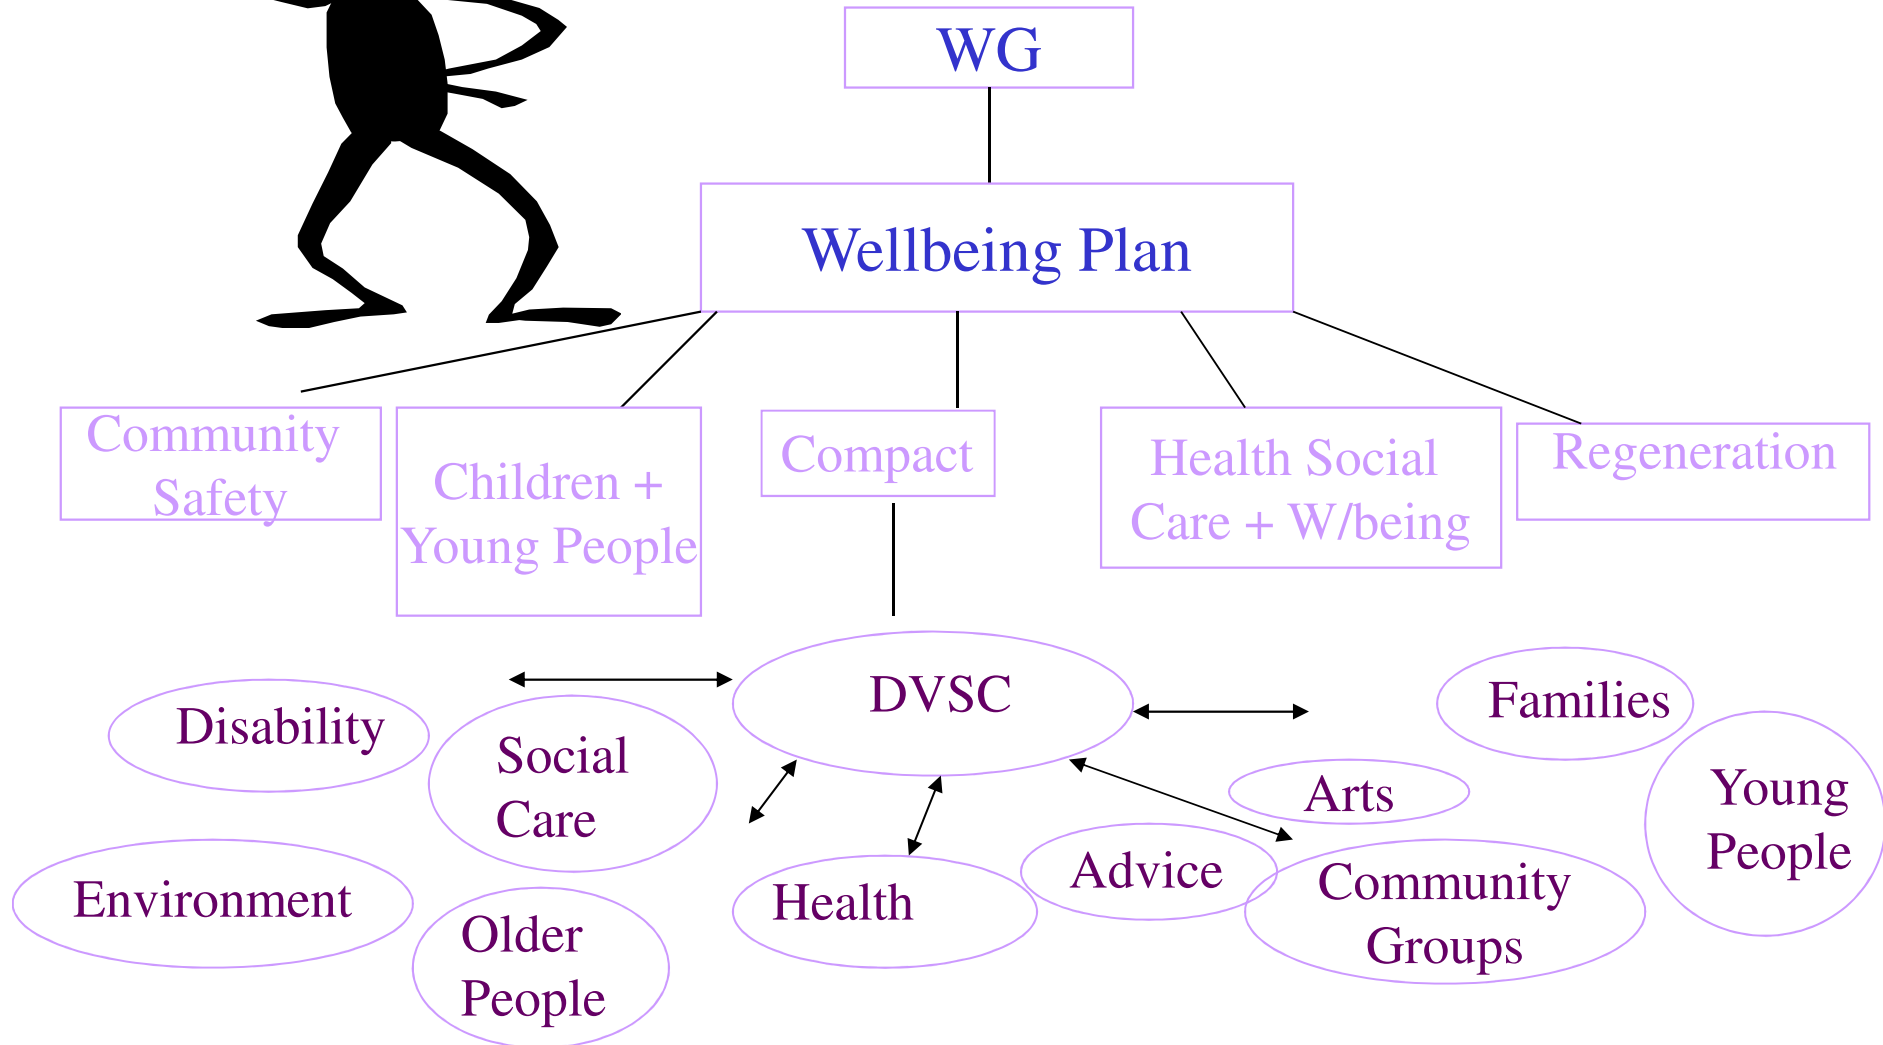 WG
Wellbeing Plan
Community
Safety
Children +
Young People
Compact
Health Social
Care + W/being
Regeneration
DVSC
Disability
Social
Care
Families
Arts
Young
People
Environment
Older
People
Health
Advice
Community
Groups